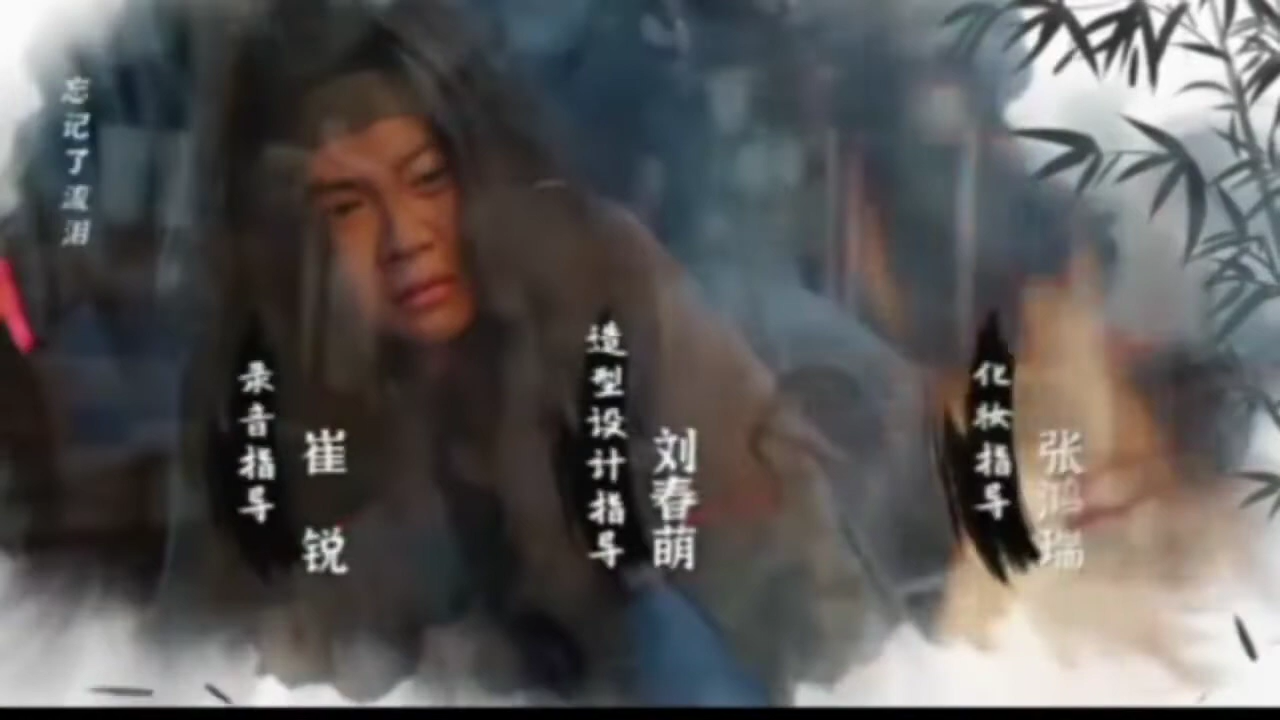 忘记了流泪
录音指导
崔锐
造型设计指导
刘春萌
化妆指导
张鸿瑞